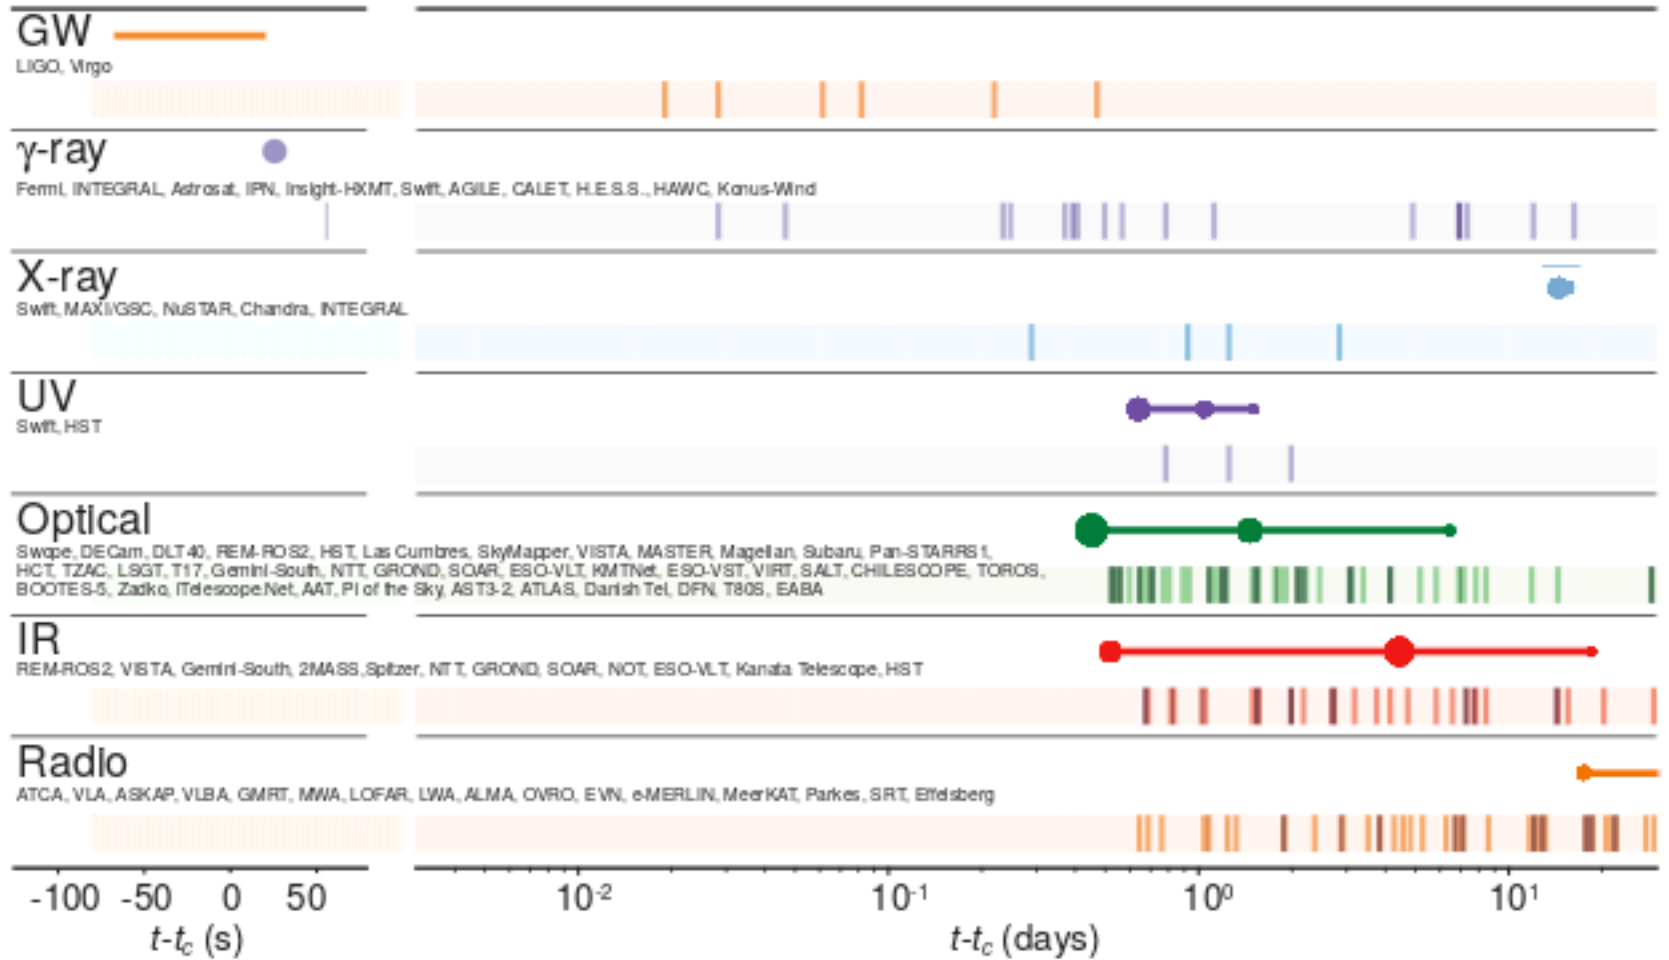 GW
LIGO, Virgo
γ-ray
Fermi, INTEGRAL, Astrosat, IPN, Insight-HXMT, Swift, AGILE, CALET, H.E.S.S., HAWC, Konus-Wind
X-ray
Swift, MAXI/GSC, NuSTAR, Chandra, INTEGRAL
UV
Swift, HST
Optical
Swope, DECam, DLT40, REM-ROS2, HST, Las Cumbres, SkyMapper, VISTA, MASTER, Magellan, Subaru, Pan-STARRS1,
HCT, TZAC, LSGT, T17, Gemini-South, NTT, GROND, SOAR, ESO-VLT, KMTNet, ESO-VST, VIRT, SALT, CHILESCOPE, TOROS,
BOOTES-5, Zadko, iTelescope.Net, AAT, Pi of the Sky, AST3-2, ATLAS, Danish Tel, DFN, T80S, EABA
IR
REM-ROS2, VISTA, Gemini-South, 2MASS,Spitzer, NTT, GROND, SOAR, NOT, ESO-VLT, Kanata Telescope, HST
Radio
ATCA, VLA, ASKAP, VLBA, GMRT, MWA, LOFAR, LWA, ALMA, OVRO, EVN, e-MERLIN, MeerKAT, Parkes, SRT, Effelsberg
-100 -50 0 50 10⁻² 10⁻¹ 10⁰ 10¹
t-t_c (s) t-t_c (days)